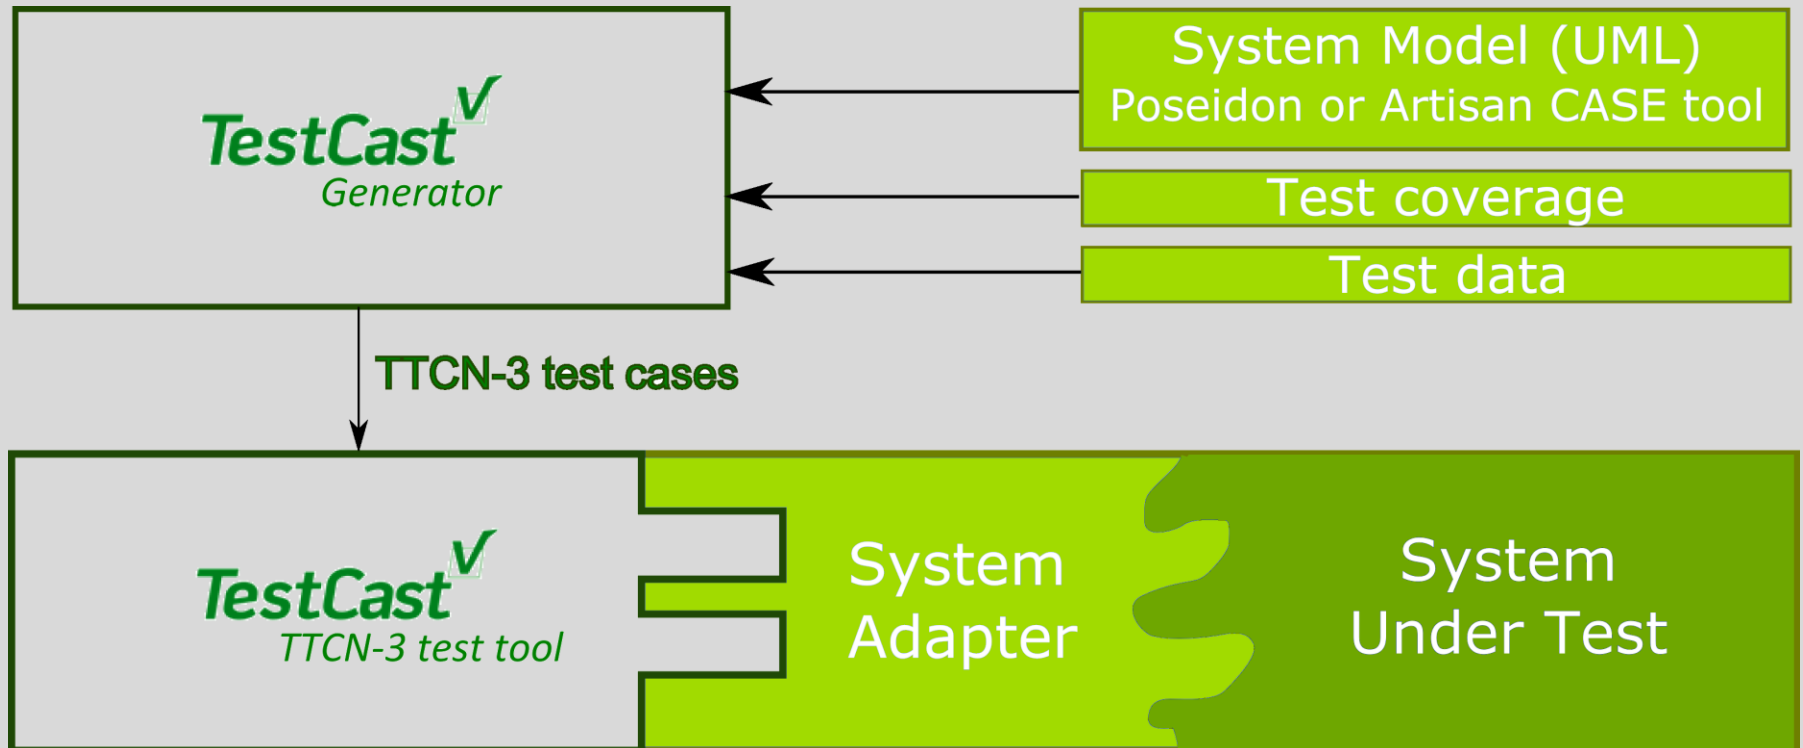 TestCast
Generator
System Model (UML)
Poseidon or Artisan CASE tool
Test coverage
Test data
TTCN-3 test cases
TestCast
TTCN-3 test tool
System
Adapter
System
Under Test